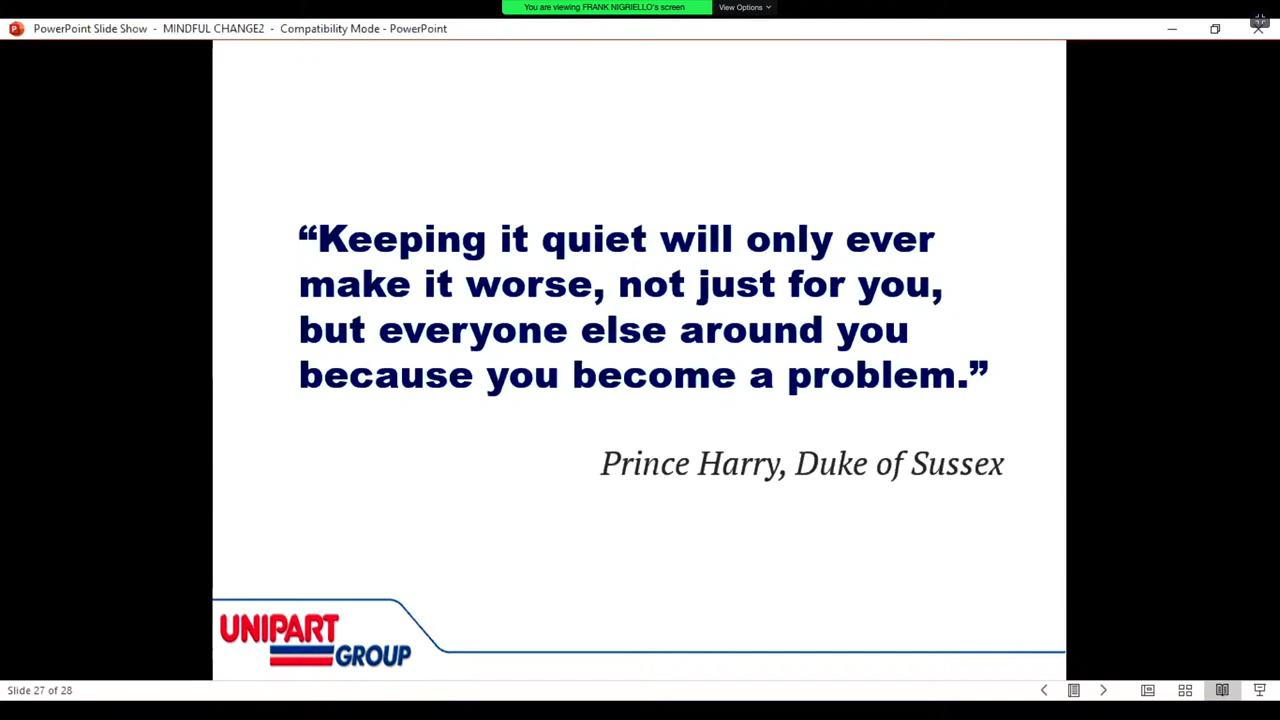 You are viewing FRANK NIGRIELLO's screen
View Options
PowerPoint Slide Show - MINDFUL CHANGE2 - Compatibility Mode - PowerPoint
“Keeping it quiet will only ever
make it worse, not just for you,
but everyone else around you
because you become a problem.”
Prince Harry, Duke of Sussex
UNIPART
GROUP
Slide 27 of 28